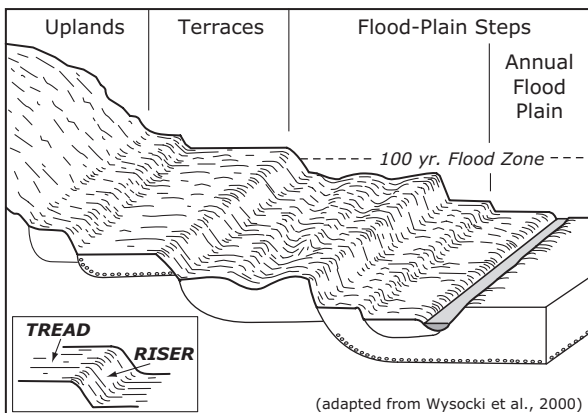 Uplands
Terraces
Flood-Plain Steps
Annual
Flood
Plain
100 yr. Flood Zone
TREAD
RISER
(adapted from Wysocki et al., 2000)